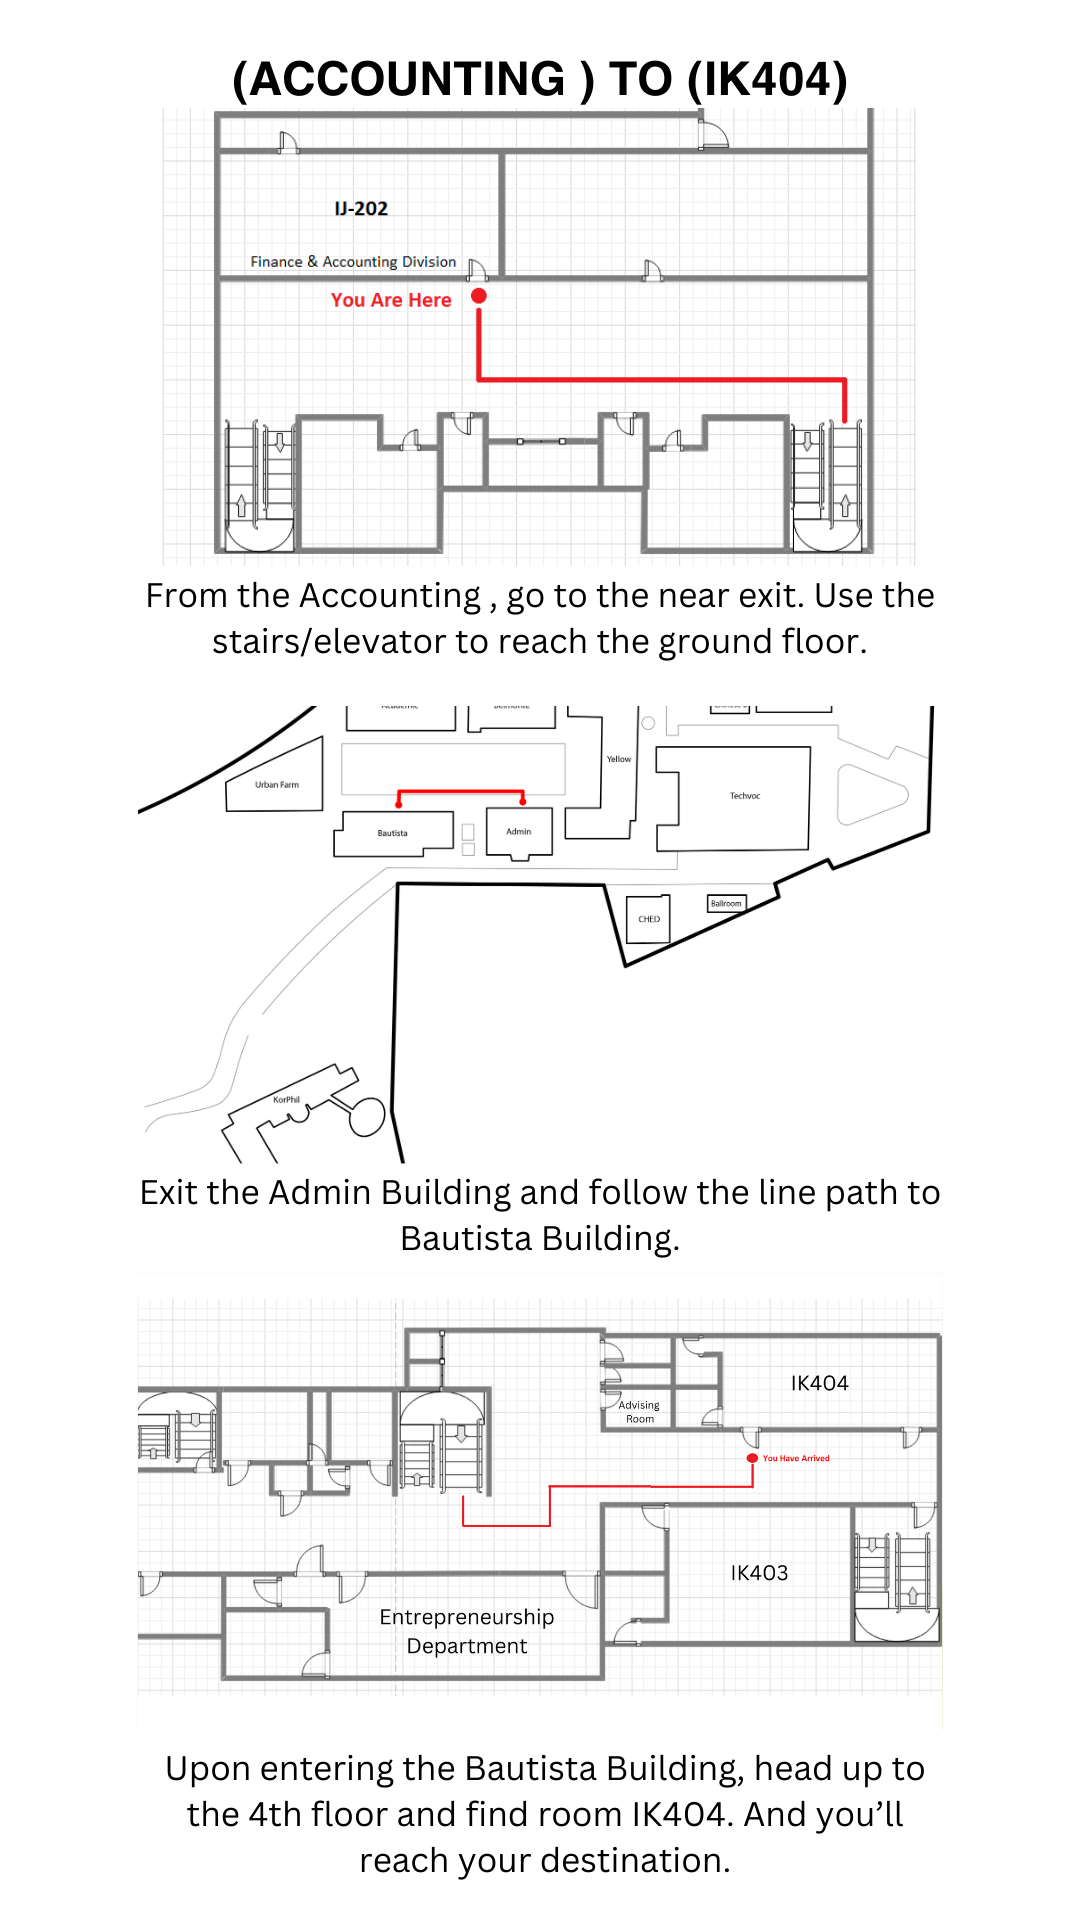 (ACCOUNTING ) TO (IK404)
IJ-202
Finance & Accounting Division
You Are Here
From the Accounting , go to the near exit. Use the
stairs/elevator to reach the ground floor.
Academic
Belmonte
Yellow
Urban Farm
Techvoc
Bautista
Admin
CHED
Ballroom
KorPhil
Exit the Admin Building and follow the line path to
Bautista Building.
IK404
Advising
Room
You Have Arrived
IK403
Entrepreneurship
Department
Upon entering the Bautista Building, head up to
the 4th floor and find room IK404. And you’ll
reach your destination.